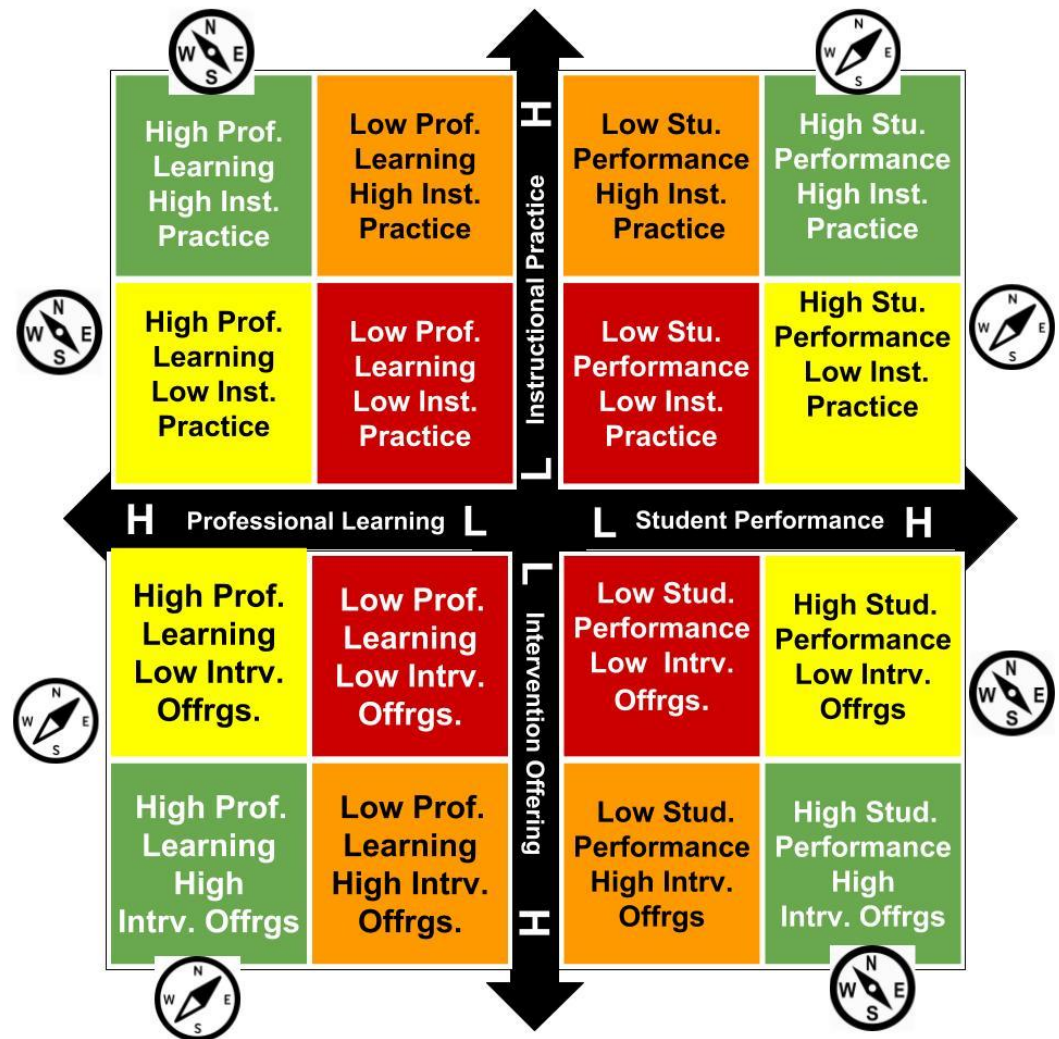 N
W E
S
N
W E
S
High Prof.
Learning
High Inst.
Practice
Low Prof.
Learning
High Inst.
Practice
H
Instructional Practice
L
Low Stu.
Performance
High Inst.
Practice
High Stu.
Performance
High Inst.
Practice
N
W E
S
High Prof.
Learning
Low Inst.
Practice
Low Prof.
Learning
Low Inst.
Practice
Low Stu.
Performance
Low Inst.
Practice
High Stu.
Performance
Low Inst.
Practice
N
W E
S
H Professional Learning L
L Student Performance H
N
W E
S
High Prof.
Learning
Low Intrv.
Offrgs.
Low Prof.
Learning
Low Intrv.
Offrgs.
L
Intervention Offering
H
Low Stud.
Performance
Low Intrv.
Offrgs.
High Stud.
Performance
Low Intrv.
Offrgs
N
W E
S
High Prof.
Learning
High
Intrv. Offrgs
Low Prof.
Learning
High Intrv.
Offrgs.
Low Stud.
Performance
High Intrv.
Offrgs
High Stud.
Performance
High
Intrv. Offrgs
N
W E
S
N
W E
S